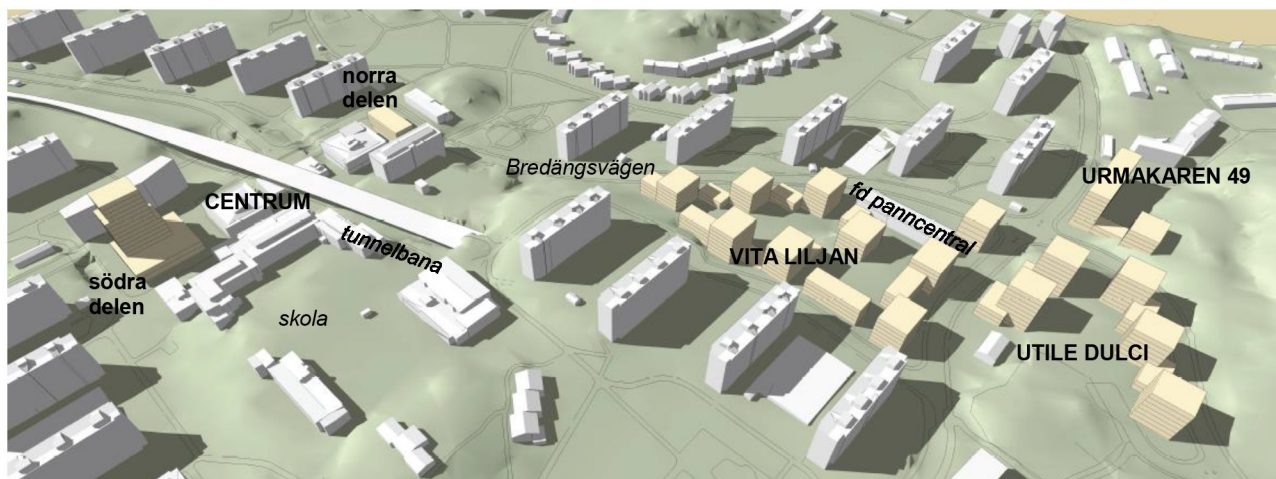 norra
delen
Bredängsvägen
URMAKAREN 49
CENTRUM
fd panncentral
tunnelbana
VITA LILJAN
södra
delen
skola
UTILE DULCI